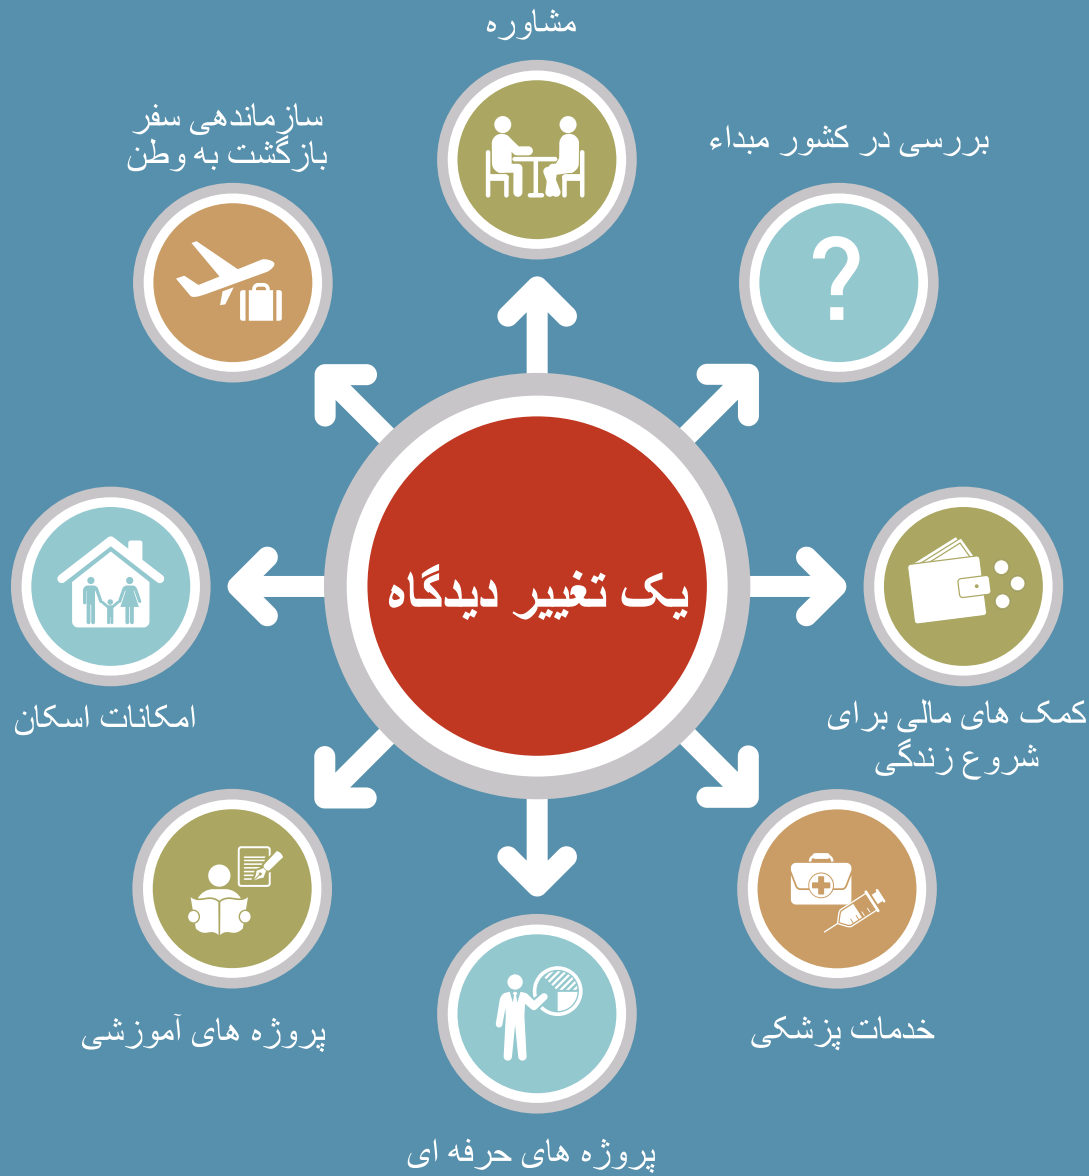 مشاوره
سازماندهی سفر
بازگشت به وطن
بررسی در کشور مبداء
یک تغییر دیدگاه
امکانات اسکان
کمک های مالی برای
شروع زندگی
پروژه های آموزشی
خدمات پزشکی
پروژه های حرفه ای